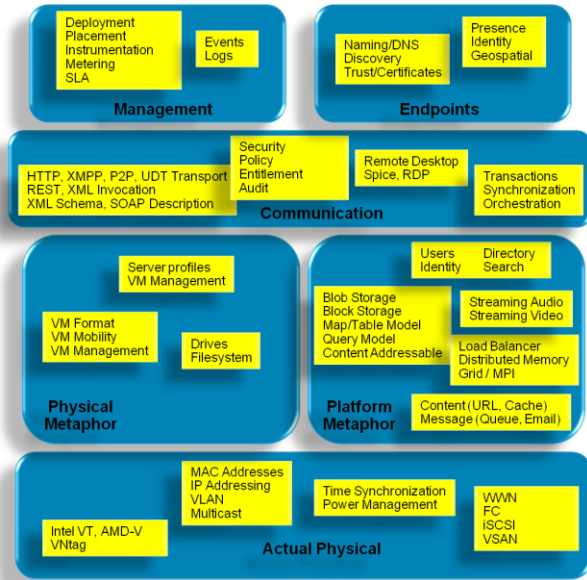 Deployment
Placement
Instrumentation
Metering
SLA
Events
Logs
Management
Naming/DNS
Discovery
Trust/Certificates
Presence
Identity
Geospatial
Endpoints
HTTP, XMPP, P2P, UDT Transport
REST, XML Invocation
XML Schema, SOAP Description
Security
Policy
Entitlement
Audit
Remote Desktop
Spice, RDP
Transactions
Synchronization
Orchestration
Communication
Server profiles
VM Management
VM Format
VM Mobility
VM Management
Drives
Filesystem
Physical
Metaphor
Users Directory
Identity Search
Blob Storage
Block Storage
Map/Table Model
Query Model
Content Addressable
Streaming Audio
Streaming Video
Load Balancer
Distributed Memory
Grid / MPI
Content (URL, Cache)
Message (Queue, Email)
Platform
Metaphor
MAC Addresses
IP Addressing
VLAN
Multicast
Intel VT, AMD-V
VNtag
Time Synchronization
Power Management
WWN
FC
iSCSI
VSAN
Actual Physical